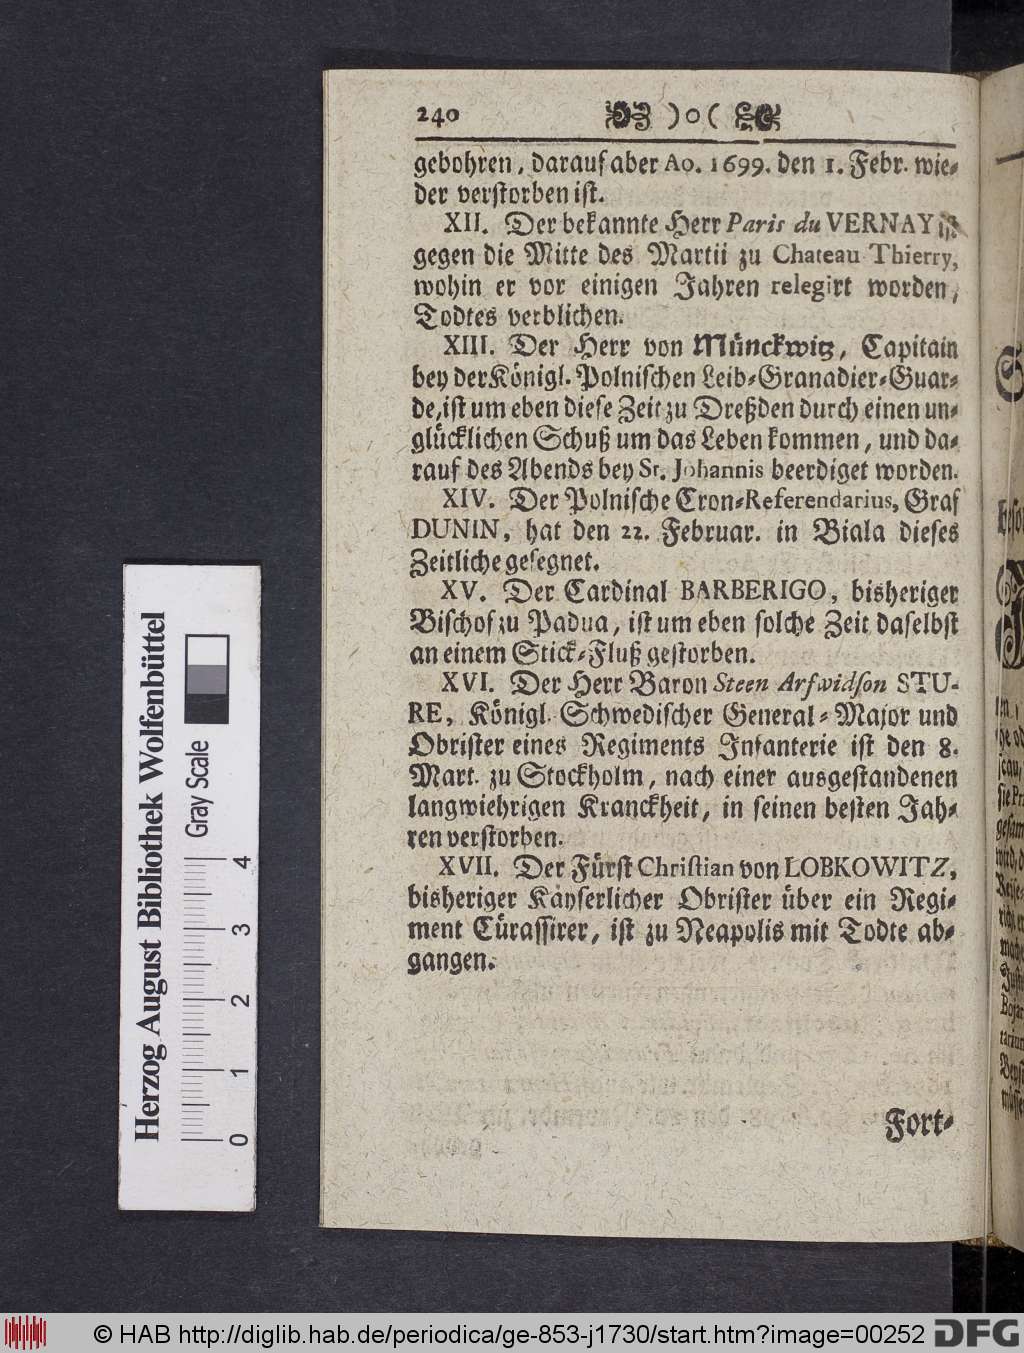 240 )o(
gebohren, darauf aber Ao. 1699. den 1. Febr. wie-
der verstorben ist.
XII. Der bekannte Herr Paris du VERNAY ist
gegen die Mitte des Martii zu Chateau Thierry,
wohin er vor einigen Jahren relegirt worden,
Todtes verblichen.
XIII. Der Herr von Münckwitz, Capitain
bey der Königl. Polnischen Leib-Granadier-Guar-
de, ist um eben diese Zeit zu Dreßden durch einen un-
glücklichen Schuß um das Leben kommen, und da-
rauf des Abends bey St. Johannis beerdiget worden.
XIV. Der Polnische Cron-Referendarius, Graf
DUNIN, hat den 22. Februar. in Biala dieses
Zeitliche gesegnet.
XV. Der Cardinal BARBERIGO, bisheriger
Bischof zu Padua, ist um eben solche Zeit daselbst
an einem Stick-Fluß gestorben.
XVI. Der Herr Baron Steen Arfwidson STU-
RE, Königl. Schwedischer General-Major und
Obrister eines Regiments Infanterie ist den 8.
Mart. zu Stockholm, nach einer ausgestandenen
langwiehrigen Kranckheit, in seinen besten Jah-
ren verstorben.
XVII. Der Fürst Christian von LOBKOWITZ,
bisheriger Kayserlicher Obrister über ein Regi-
ment Cürassirer, ist zu Neapolis mit Todte ab-
gangen.
Fort-
Herzog August Bibliothek Wolfenbüttel
Gray Scale
0 1 2 3 4
© HAB http://diglib.hab.de/periodica/ge-853-j1730/start.htm?image=00252
DFG